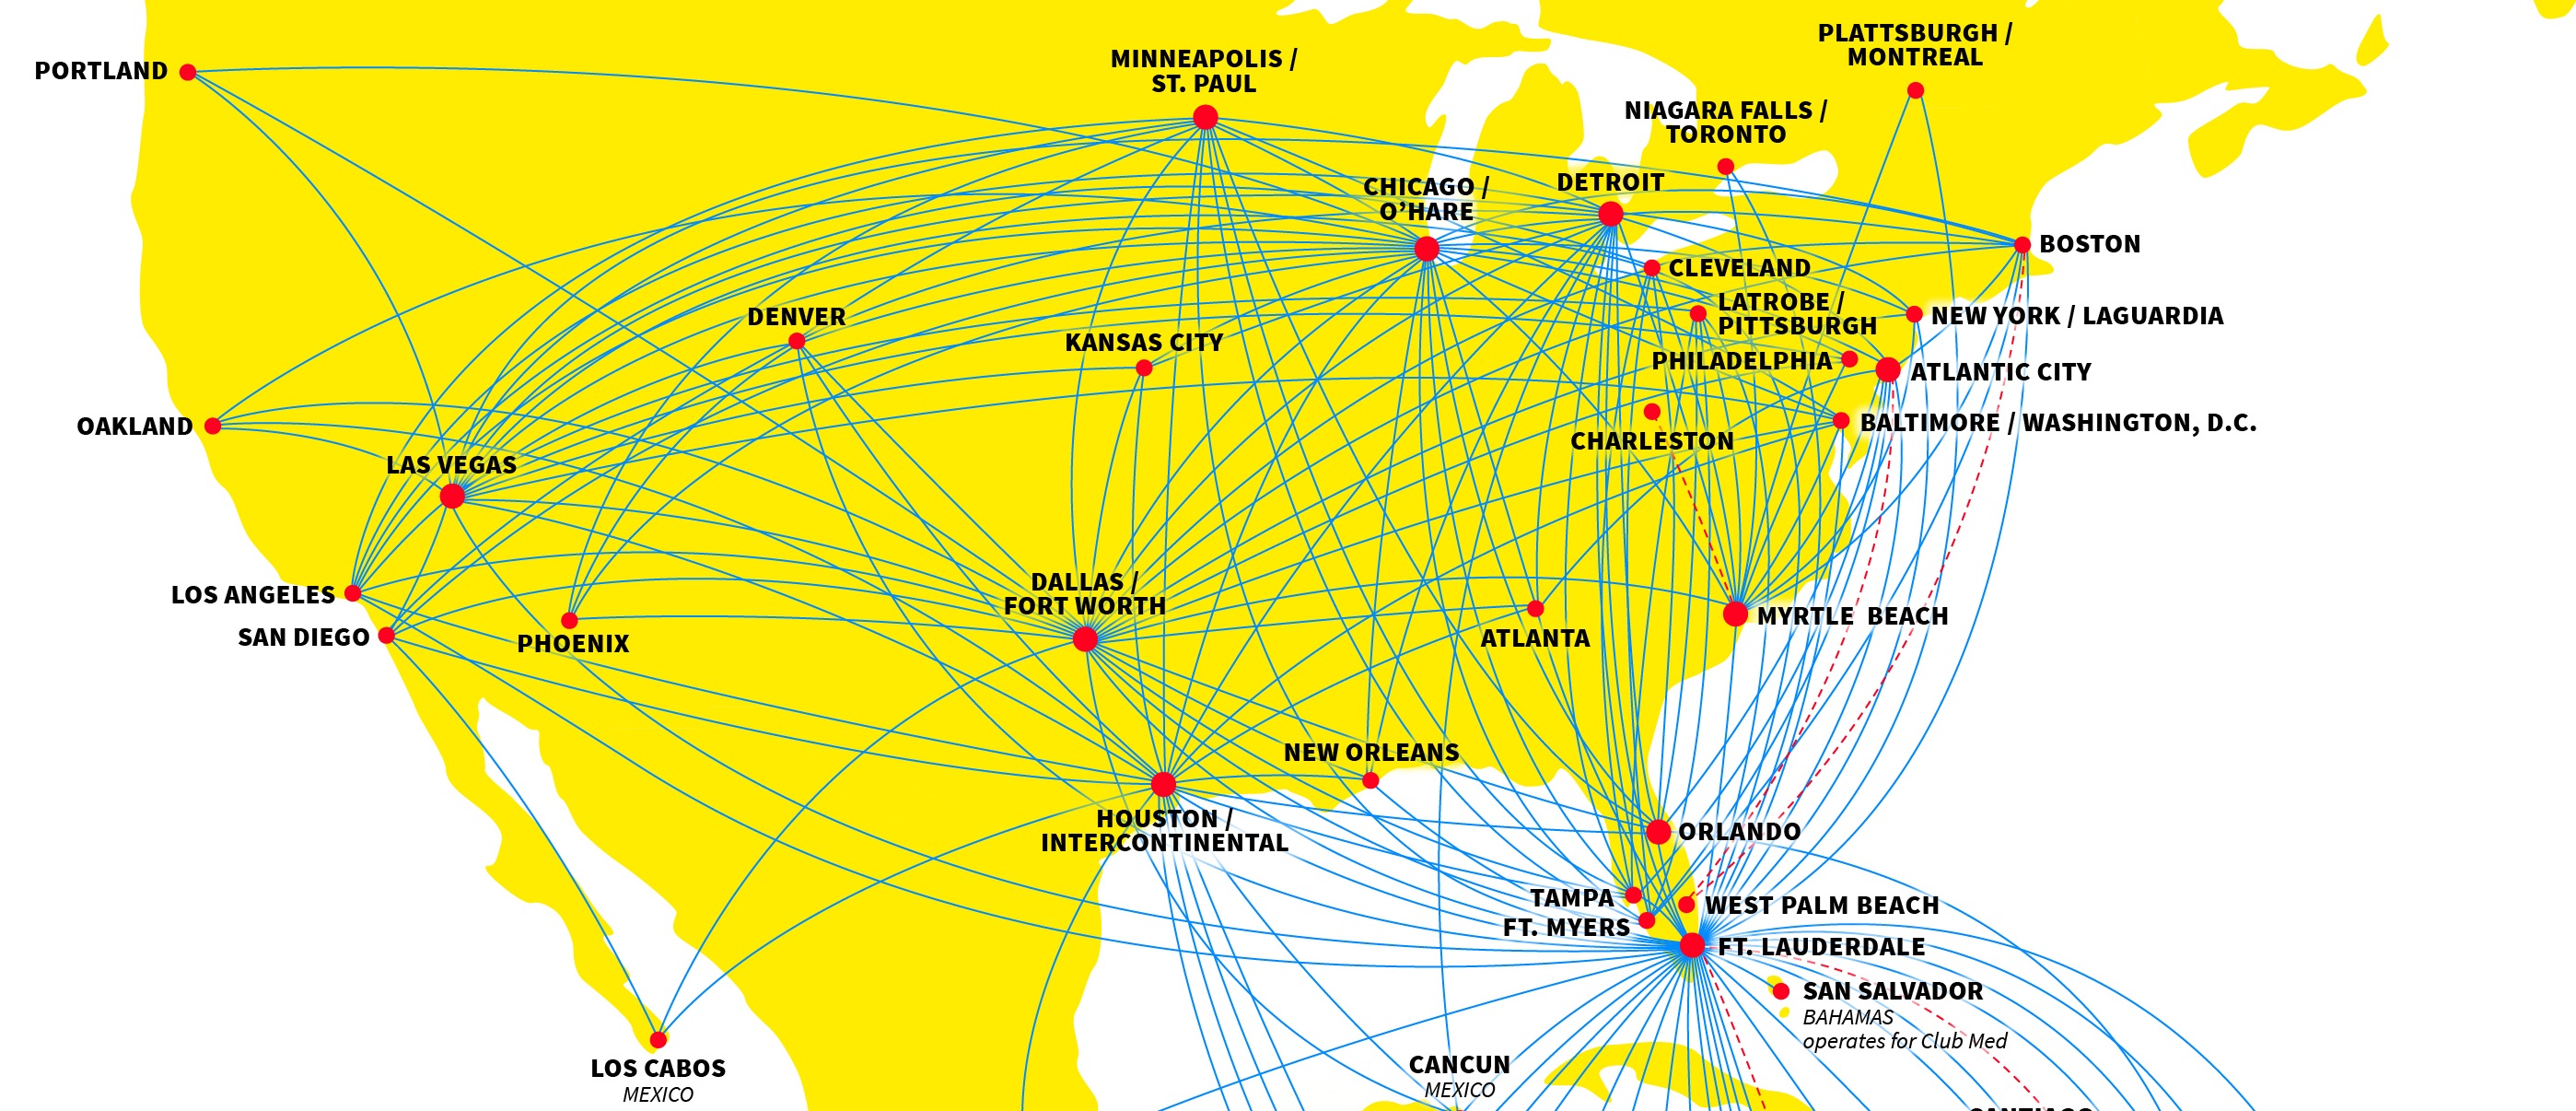 PLATTSBURGH /
MONTREAL
PORTLAND
MINNEAPOLIS /
ST. PAUL
NIAGARA FALLS /
TORONTO
DETROIT
CHICAGO /
O’HARE
BOSTON
CLEVELAND
LATROBE /
PITTSBURGH
NEW YORK / LAGUARDIA
DENVER
KANSAS CITY
PHILADELPHIA
ATLANTIC CITY
OAKLAND
BALTIMORE / WASHINGTON, D.C.
CHARLESTON
LAS VEGAS
LOS ANGELES
DALLAS /
FORT WORTH
MYRTLE BEACH
SAN DIEGO
PHOENIX
ATLANTA
NEW ORLEANS
HOUSTON /
INTERCONTINENTAL
ORLANDO
TAMPA
WEST PALM BEACH
FT. MYERS
FT. LAUDERDALE
SAN SALVADOR
BAHAMAS
operates for Club Med
LOS CABOS
MEXICO
CANCUN
MEXICO